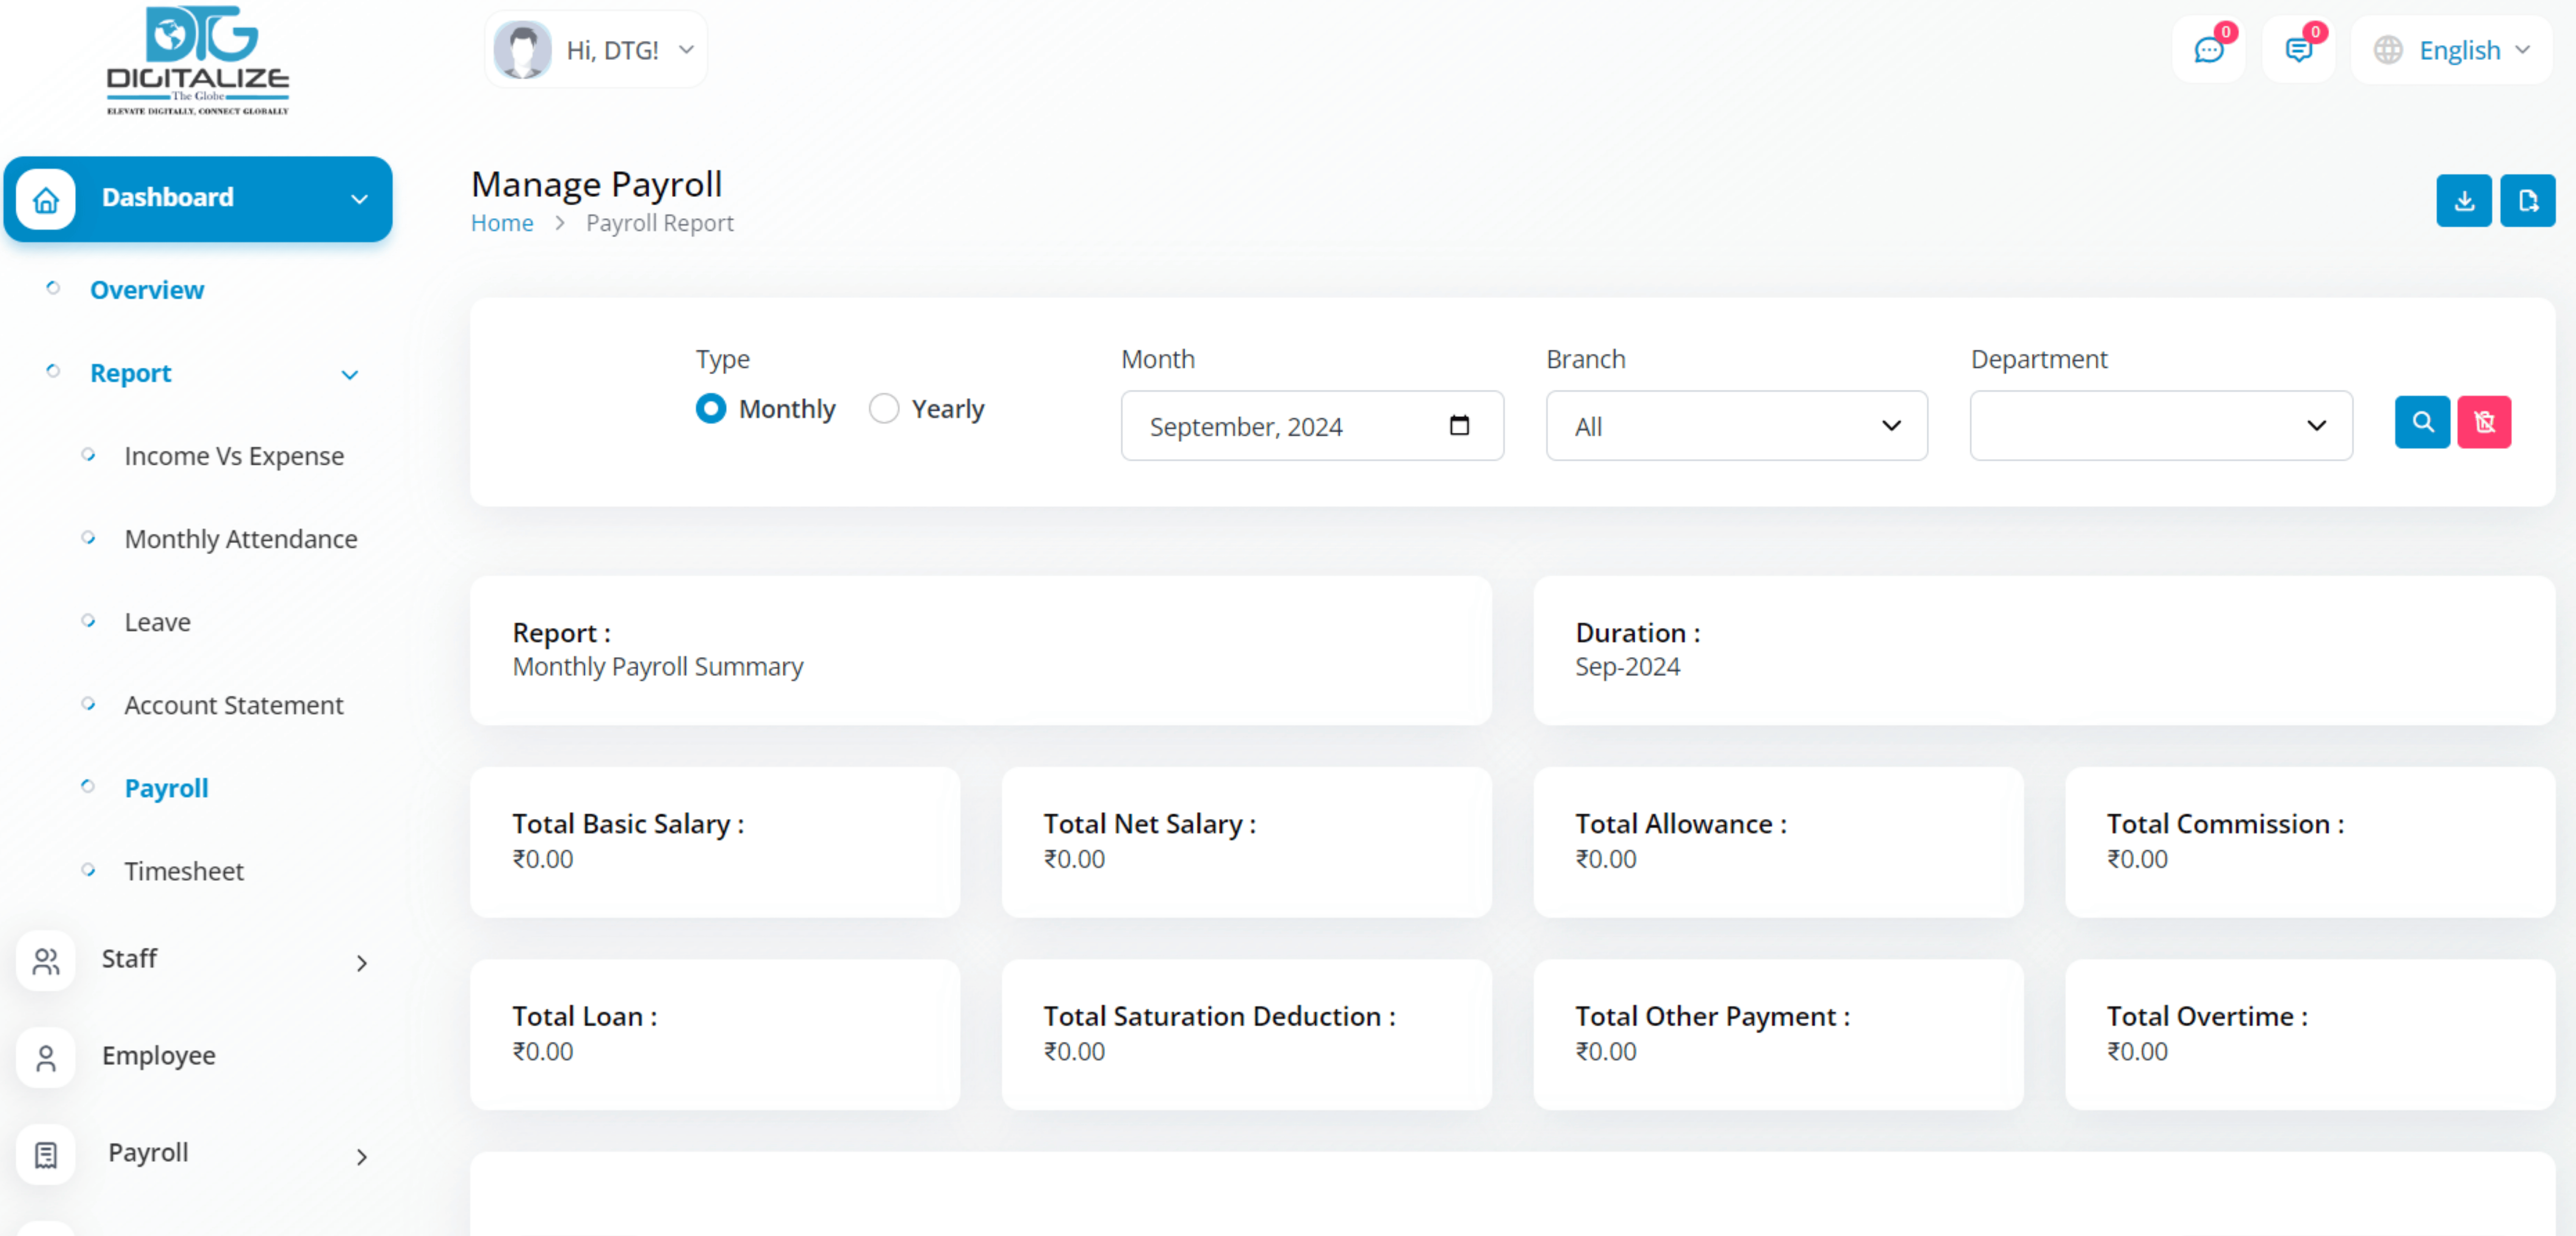 DTG
DIGITALIZE
The Globe
ELEVATE DIGITALLY, CONNECT GLOBALLY
Hi, DTG!
0
0
English
Dashboard
Overview
Report
Income Vs Expense
Monthly Attendance
Leave
Account Statement
Payroll
Timesheet
Staff
Employee
Payroll
Manage Payroll
Home > Payroll Report
Type
Monthly
Yearly
Month
September, 2024
Branch
All
Department
Report :
Monthly Payroll Summary
Duration :
Sep-2024
Total Basic Salary :
₹0.00
Total Net Salary :
₹0.00
Total Allowance :
₹0.00
Total Commission :
₹0.00
Total Loan :
₹0.00
Total Saturation Deduction :
₹0.00
Total Other Payment :
₹0.00
Total Overtime :
₹0.00